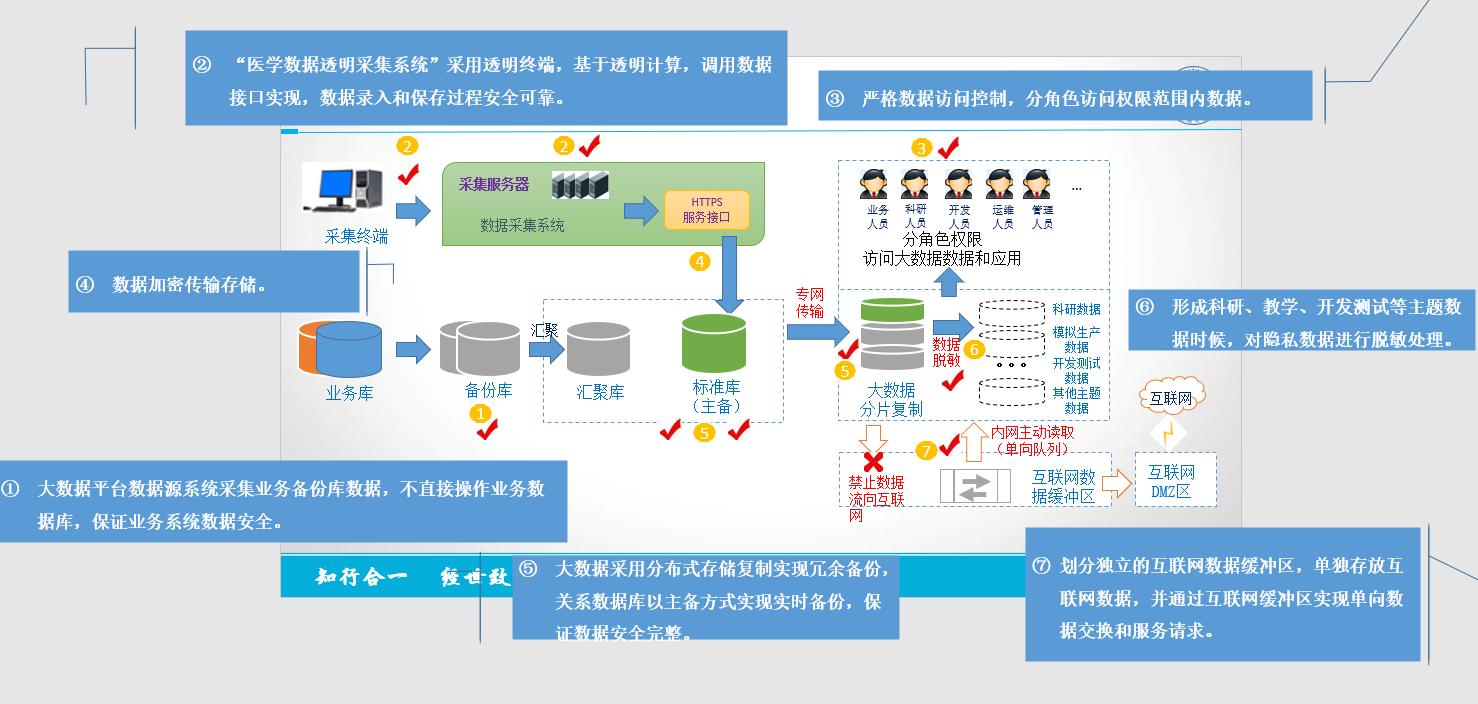 ② “医学数据透明采集系统”采用透明终端，基于透明计算，调用数据
接口实现，数据录入和保存过程安全可靠。
③ 严格数据访问控制，分角色访问权限范围内数据。
②
②
③
采集服务器
HTTPS
服务接口
数据采集系统
采集终端
业务
人员
科研
人员
开发
人员
运维
人员
管理
人员
...
分角色权限
访问大数据数据和应用
④
④ 数据加密传输存储。
专网
传输
⑥ 形成科研、教学、开发测试等主题数
据时候，对隐私数据进行脱敏处理。
汇聚
业务库
备份库
汇聚库
标准库
（主备）
①
⑤
⑤
大数据
分片复制
数据
脱敏
⑥
科研数据
模拟生产
数据
开发测试
数据
其他主题
数据
互联网
⑦
内网主动读取
（单向队列）
禁止数据
流向互联
网
互联网数
据缓冲区
互联网
DMZ区
① 大数据平台数据源系统采集业务备份库数据，不直接操作业务数
据库，保证业务系统数据安全。
知行合一 经世致
⑤ 大数据采用分布式存储复制实现冗余备份，
关系数据库以主备方式实现实时备份，保
证数据安全完整。
⑦ 划分独立的互联网数据缓冲区，单独存放互
联网数据，并通过互联网缓冲区实现单向数
据交换和服务请求。